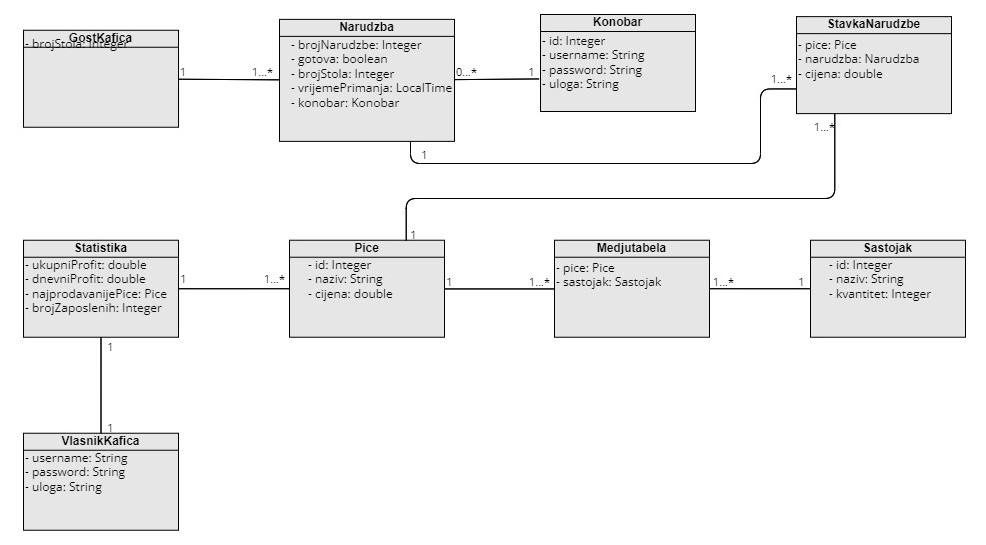 GostKafica
- brojStola: Integer
1
1...*
Narudzba
- brojNarudzbe: Integer
- gotova: boolean
- brojStola: Integer
- vrijemePrimanja: LocalTime
- konobar: Konobar
0...*
1
Konobar
- id: Integer
- username: String
- password: String
- uloga: String
StavkaNarudzbe
- pice: Pice
- narudzba: Narudzba
- cijena: double
1...*
1
1...*
1
Statistika
- ukupniProfit: double
- dnevniProfit: double
- najprodavanijePice: Pice
- brojZaposlenih: Integer
1
1...*
Pice
- id: Integer
- naziv: String
- cijena: double
1
1...*
Medjutabela
- pice: Pice
- sastojak: Sastojak
1...*
1
Sastojak
- id: Integer
- naziv: String
- kvantitet: Integer
1
1
VlasnikKafica
- username: String
- password: String
- uloga: String